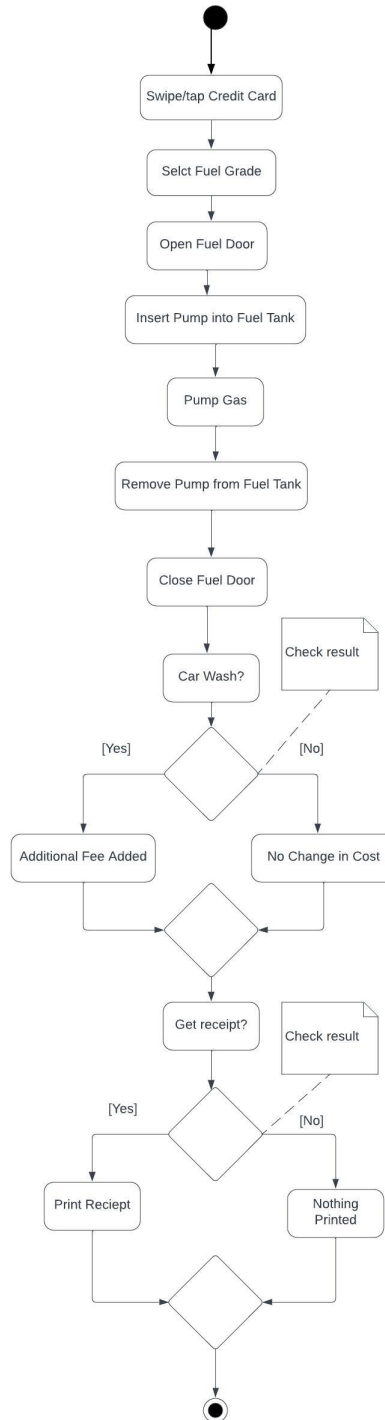 Swipe/tap Credit Card
Selct Fuel Grade
Open Fuel Door
Insert Pump into Fuel Tank
Pump Gas
Remove Pump from Fuel Tank
Close Fuel Door
Check result
Car Wash?
[Yes]
[No]
Additional Fee Added
No Change in Cost
Get receipt?
Check result
[Yes]
[No]
Print Reciept
Nothing
Printed